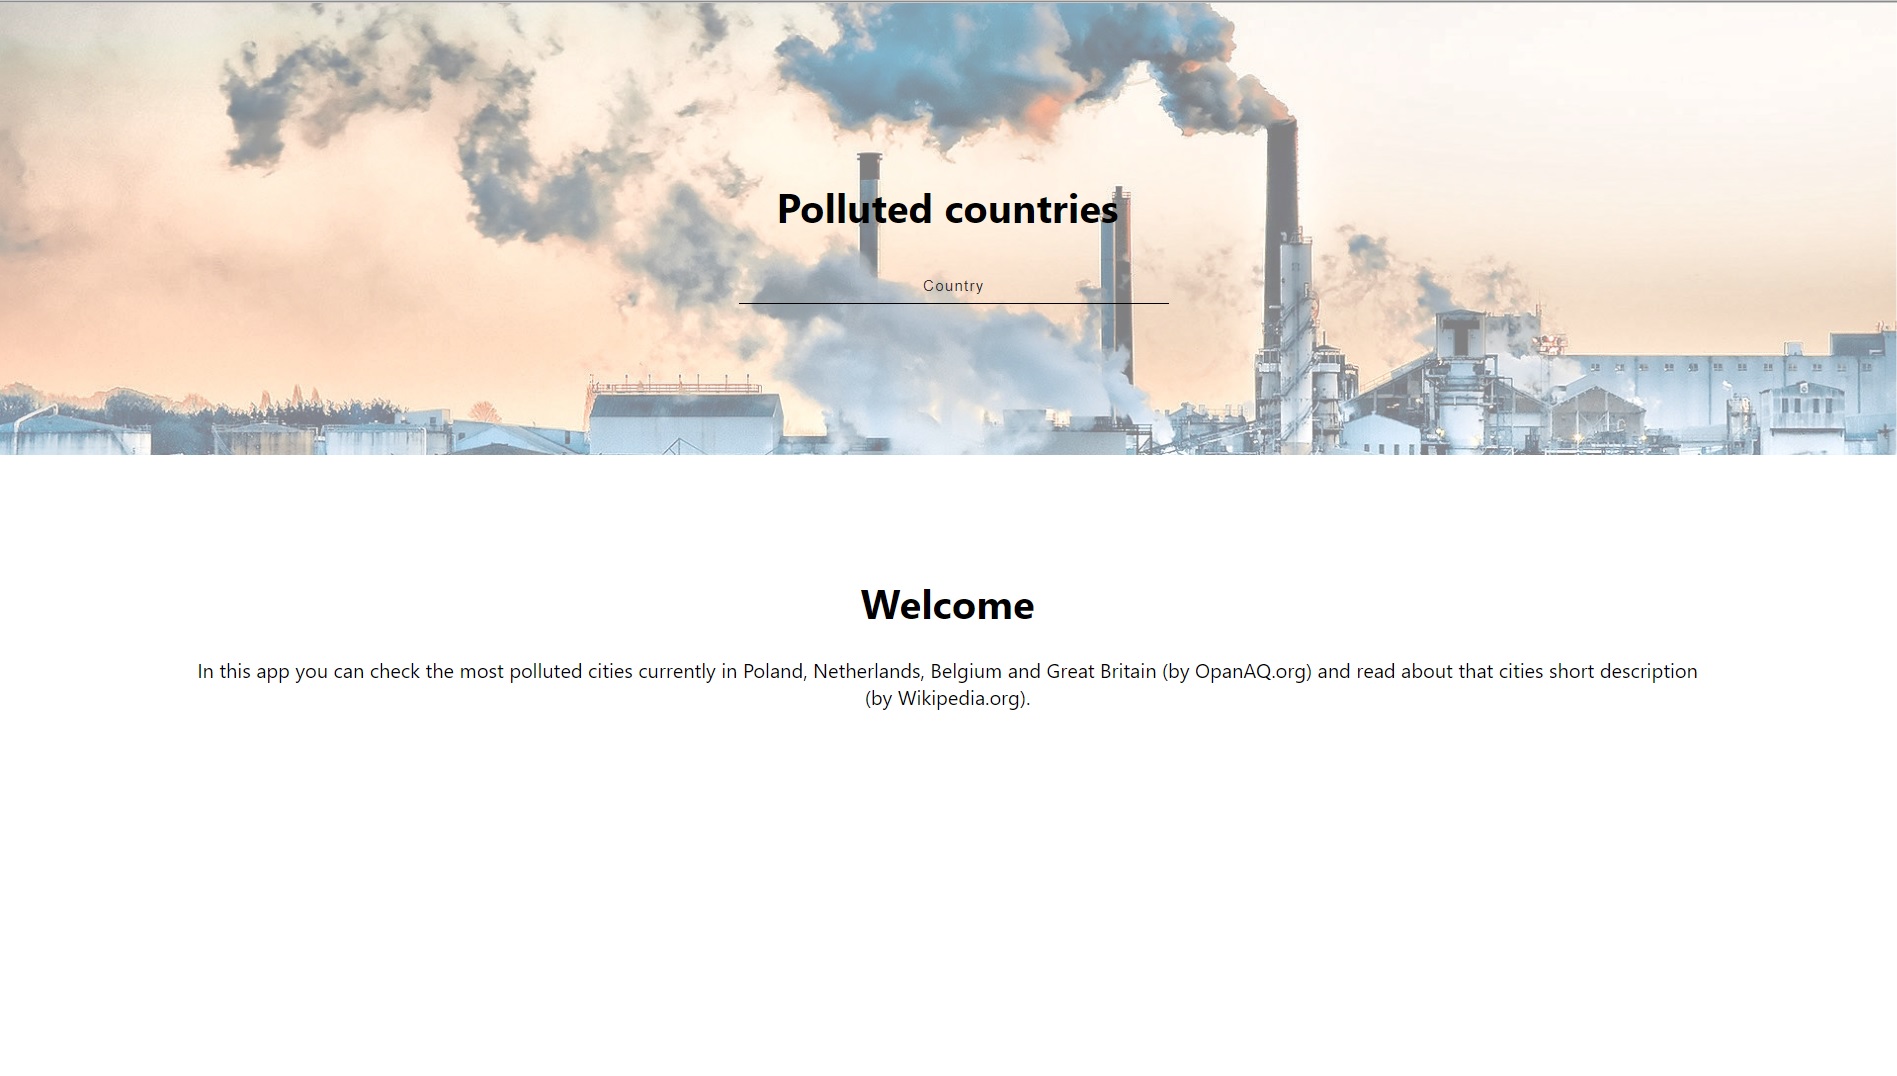 Polluted countries
Country
Welcome
In this app you can check the most polluted cities currently in Poland, Netherlands, Belgium and Great Britain (by OpanAQ.org) and read about that cities short description
(by Wikipedia.org).